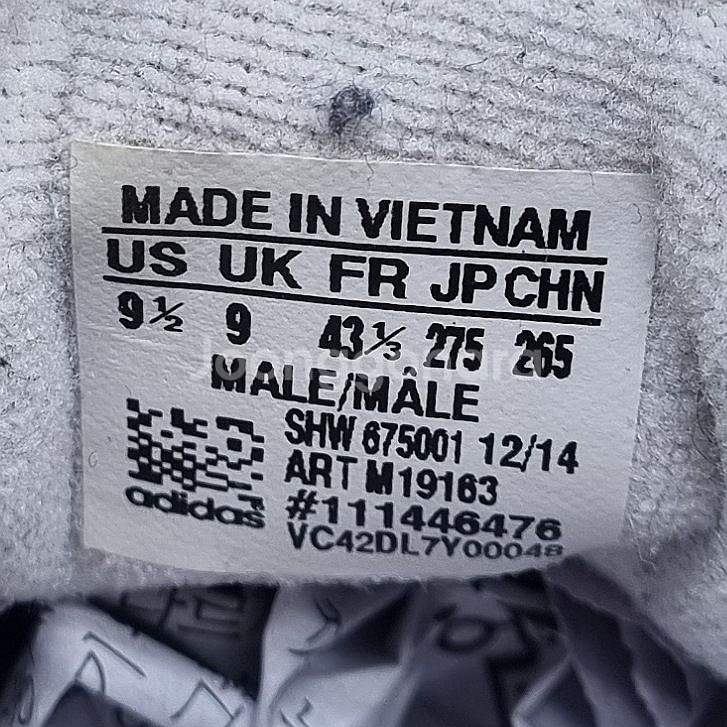 MADE IN VIETNAM
US UK FR JP CHN
9½ 9 43⅓ 275 265
Joonggonara
MALE/MÂLE
SHW 675001 12/14
ART M19163
adidas #111446476
VC42DL7Y00048